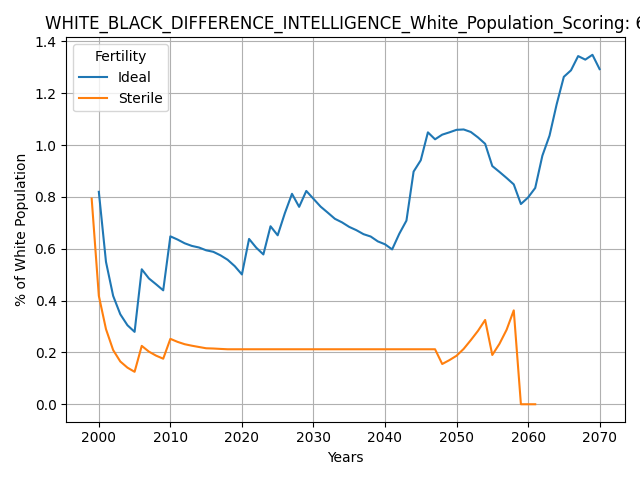 WHITE_BLACK_DIFFERENCE_INTELLIGENCE_White_Population_Scoring: 6
Fertility
Ideal
Sterile
% of White Population
1.4
1.2
1.0
0.8
0.6
0.4
0.2
0.0
2000 2010 2020 2030 2040 2050 2060 2070
Years